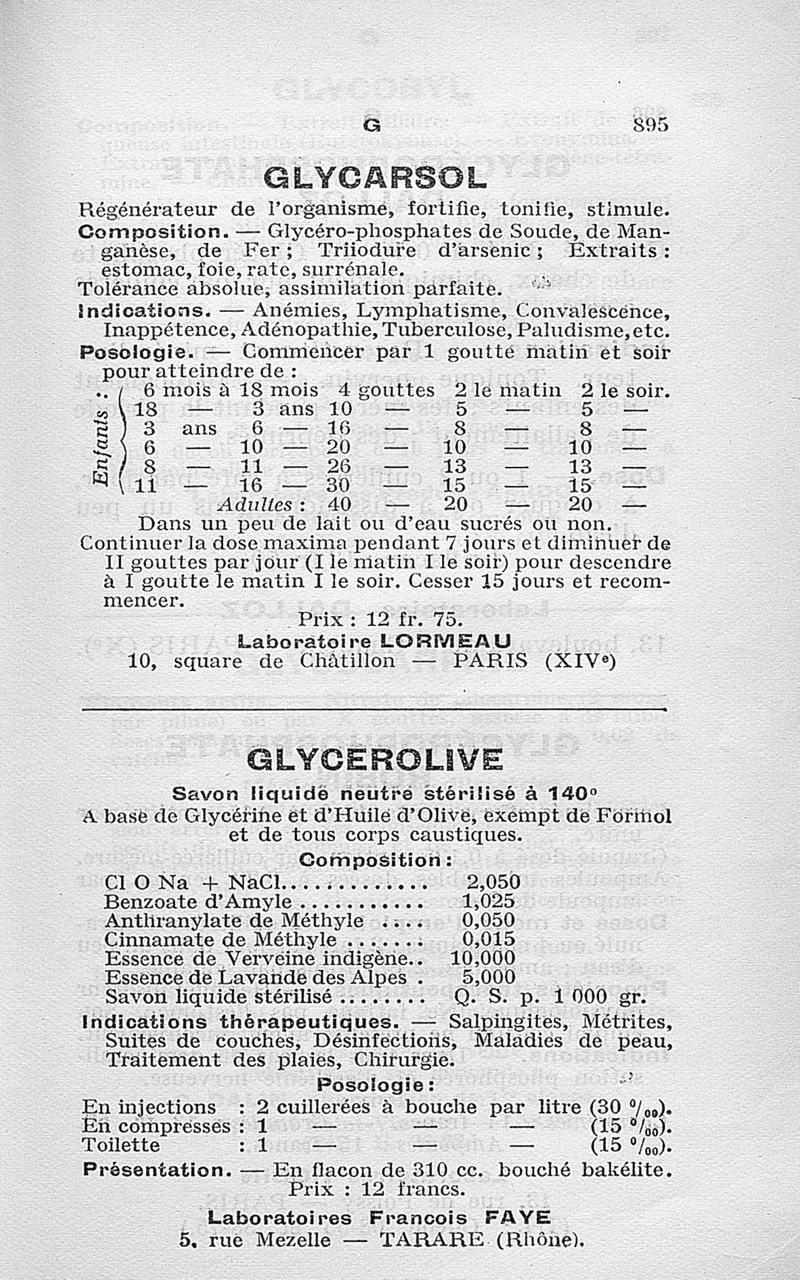 G 895
GLYCARSOL
Régénérateur de l'organisme, fortifie, tonifie, stimule.
Composition. — Glycéro-phosphates de Soude, de Man-
ganèse, de Fer ; Triiodure d'arsenic ; Extraits :
estomac, foie, rate, surrénale.
Tolérance absolue, assimilation parfaite.
Indications. — Anémies, Lymphatisme, Convalescence,
Inappétence, Adénopathie, Tuberculose, Paludisme, etc.
Posologie. — Commencer par 1 goutte matin et soir
pour atteindre de :
Enfants :
6 mois à 18 mois 4 gouttes 2 le matin 2 le soir.
18 — 3 ans 10 — 5 — 5 —
3 ans 6 — 16 — 8 — 8 —
6 — 10 — 20 — 10 — 10 —
8 — 11 — 26 — 13 — 13 —
11 — 16 — 30 — 15 — 15 —
Adultes : 40 — 20 — 20 —
Dans un peu de lait ou d'eau sucrés ou non.
Continuer la dose maxima pendant 7 jours et diminuer de
II gouttes par jour (I le matin I le soir) pour descendre
à I goutte le matin I le soir. Cesser 15 jours et recom-
mencer.
Prix : 12 fr. 75.
Laboratoire LORMEAU
10, square de Châtillon — PARIS (XIVe)
GLYCEROLIVE
Savon liquide neutre stérilisé à 140°
A base de Glycérine et d'Huile d'Olive, exempt de Formol
et de tous corps caustiques.
Composition :
Cl O Na + NaCl............. 2,050
Benzoate d'Amyle ............ 1,025
Anthranylate de Méthyle .... 0,050
Cinnamate de Méthyle ....... 0,015
Essence de Verveine indigène.. 10,000
Essence de Lavande des Alpes . 5,000
Savon liquide stérilisé ........ Q. S. p. 1 000 gr.
Indications thérapeutiques. — Salpingites, Métrites,
Suites de couches, Désinfections, Maladies de peau,
Traitement des plaies, Chirurgie.
Posologie :
En injections : 2 cuillerées à bouche par litre (30 °/oo).
En compresses : 1 — — — (15 °/oo).
Toilette : 1 — — — (15 °/oo).
Présentation. — En flacon de 310 cc. bouché bakélite.
Prix : 12 francs.
Laboratoires Francois FAYE
5, rue Mezelle — TARARE (Rhône).